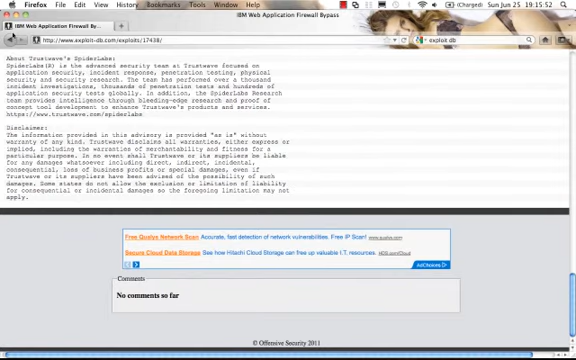 Firefox File Edit View History Bookmarks Tools Window Help (Charged) Sun Jun 25 19:15:52
IBM Web Application Firewall Bypass
IBM Web Application Firewall By...
http://www.exploit-db.com/exploits/17438/
exploit db
About Trustwave's SpiderLabs:
SpiderLabs(R) is the advanced security team at Trustwave focused on
application security, incident response, penetration testing, physical
security and security research. The team has performed over a thousand
incident investigations, thousands of penetration tests and hundreds of
application security tests globally. In addition, the SpiderLabs Research
team provides intelligence through bleeding-edge research and proof of
concept tool development to enhance Trustwave's products and services.
https://www.trustwave.com/spiderlabs
Disclaimer:
The information provided in this advisory is provided "as is" without
warranty of any kind. Trustwave disclaims all warranties, either express or
implied, including the warranties of merchantability and fitness for a
particular purpose. In no event shall Trustwave or its suppliers be liable
for any damages whatsoever including direct, indirect, incidental,
consequential, loss of business profits or special damages, even if
Trustwave or its suppliers have been advised of the possibility of such
damages. Some states do not allow the exclusion or limitation of liability
for consequential or incidental damages so the foregoing limitation may not
apply.
Free Qualys Network Scan Accurate, fast detection of network vulnerabilities. Free IP Scan! www.qualys.com
Secure Cloud Data Storage See how Hitachi Cloud Storage can free up valuable I.T. resources. HDS.com/Cloud
AdChoices
Comments
No comments so far
© Offensive Security 2011